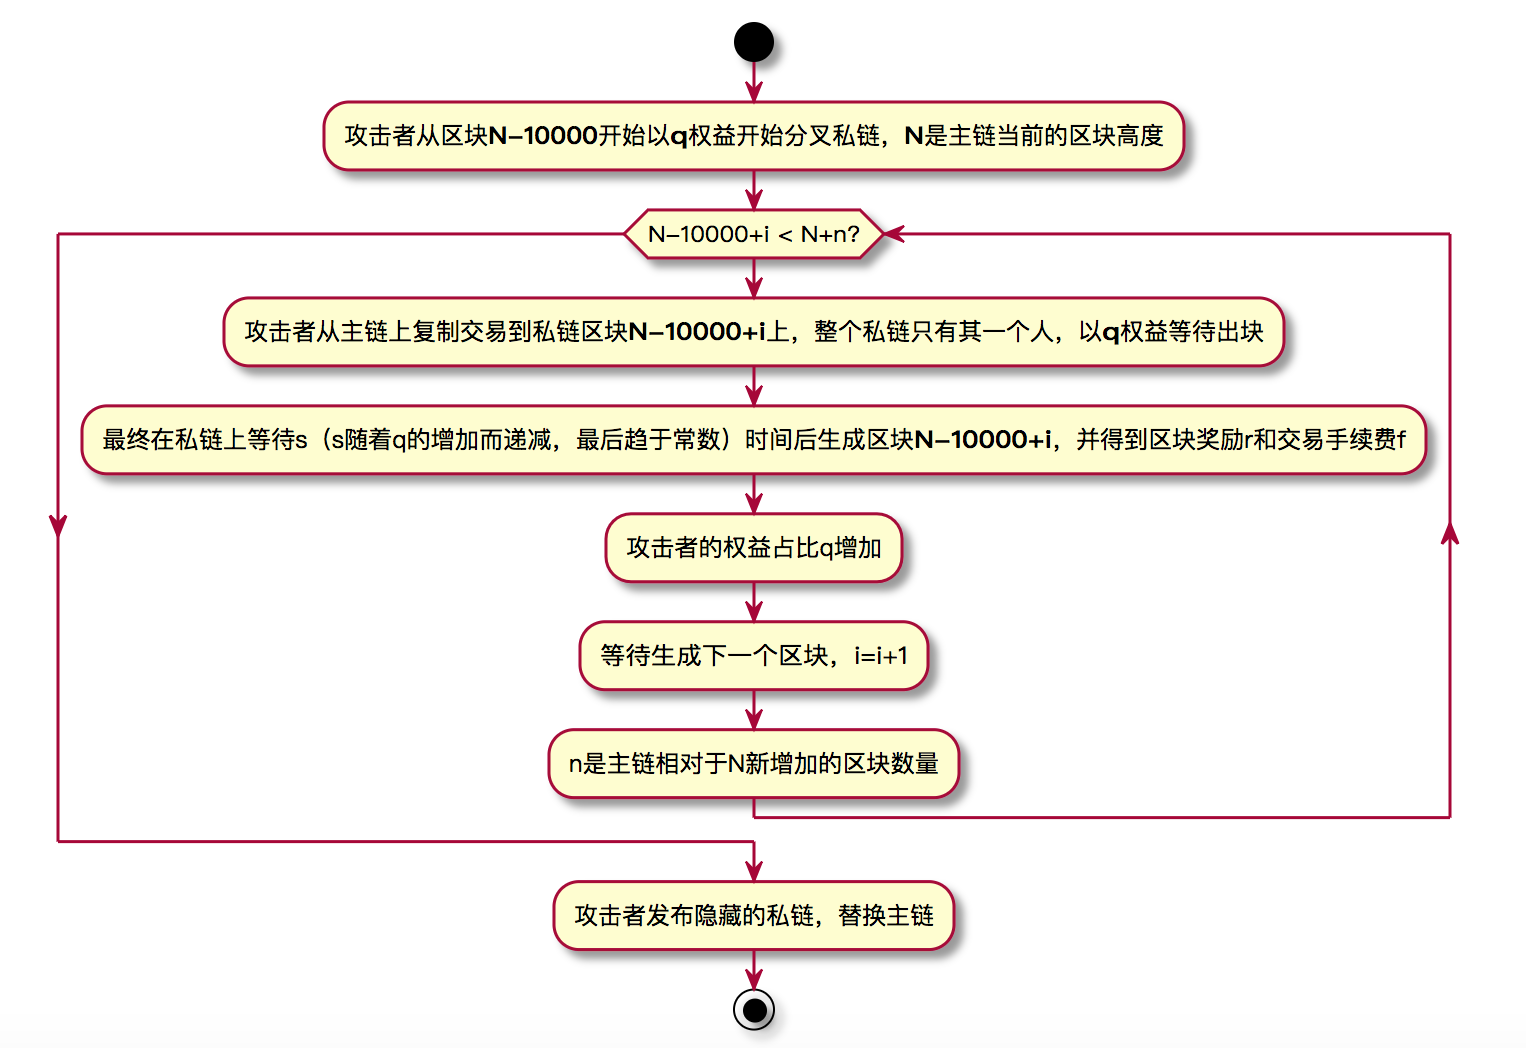 攻击者从区块N−10000开始以q权益开始分叉私链，N是主链当前的区块高度
N−10000+i < N+n?
攻击者从主链上复制交易到私链区块N−10000+i上，整个私链只有其一个人，以q权益等待出块
最终在私链上等待s（s随着q的增加而递减，最后趋于常数）时间后生成区块N−10000+i，并得到区块奖励r和交易手续费f
攻击者的权益占比q增加
等待生成下一个区块，i=i+1
n是主链相对于N新增加的区块数量
攻击者发布隐藏的私链，替换主链